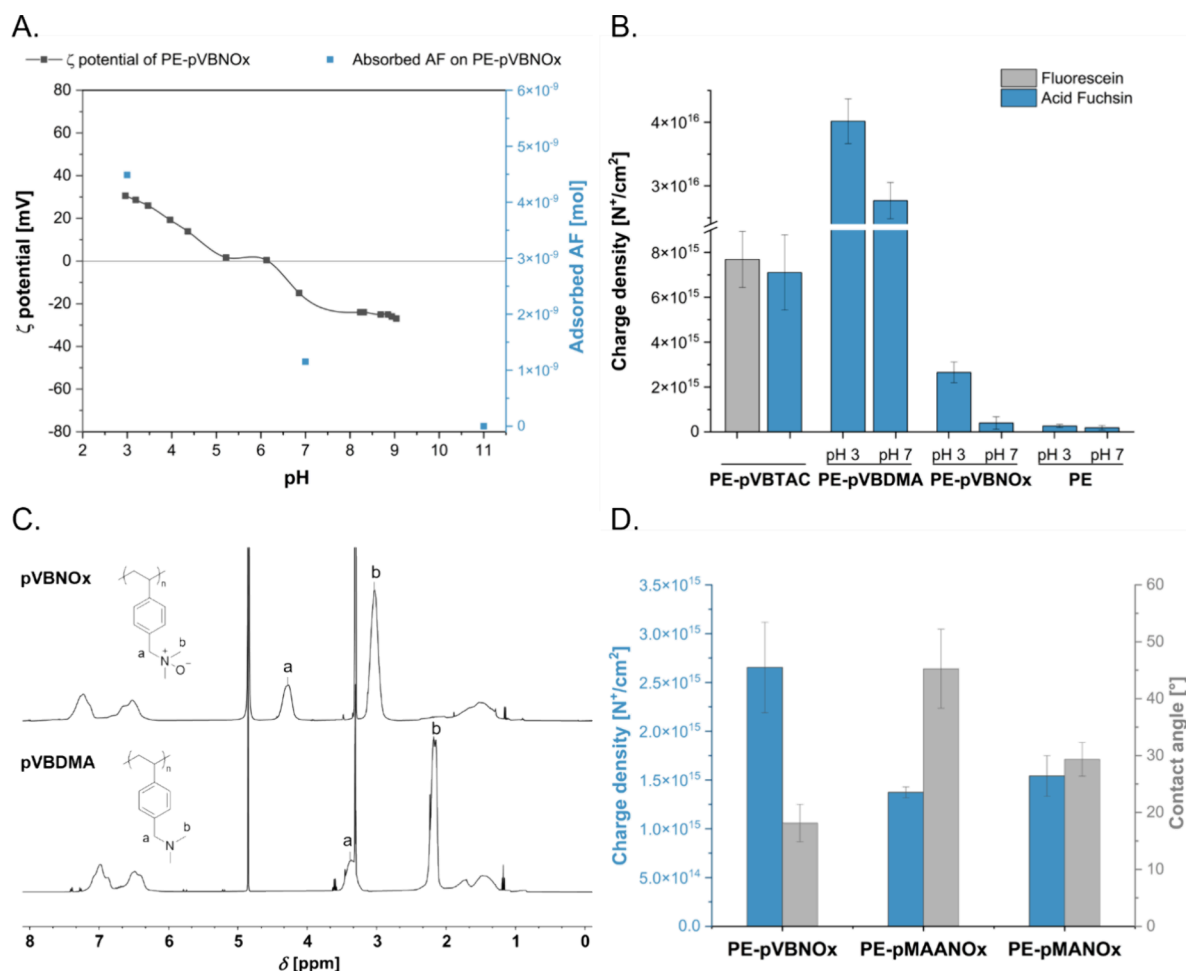 A.
ζ potential of PE-pVBNOx
Absorbed AF on PE-pVBNOx
80
60
40
20
0
-20
-40
-60
-80
ζ potential [mV]
6×10⁻⁹
5×10⁻⁹
4×10⁻⁹
3×10⁻⁹
2×10⁻⁹
1×10⁻⁹
0
Adsorbed AF [mol]
2 3 4 5 6 7 8 9 10 11
pH
B.
Fluorescein
Acid Fuchsin
Charge density [N⁺/cm²]
4×10¹⁶
3×10¹⁶
8×10¹⁵
6×10¹⁵
4×10¹⁵
2×10¹⁵
0
pH 3 pH 7 pH 3 pH 7 pH 3 pH 7
PE-pVBTAC PE-pVBDMA PE-pVBNOx PE
C.
pVBNOx
n
a
b
N⁺
O⁻
a
b
pVBDMA
n
a
b
N
a
b
8 7 6 5 4 3 2 1 0
δ [ppm]
D.
Charge density [N⁺/cm²]
3.5×10¹⁵
3.0×10¹⁵
2.5×10¹⁵
2.0×10¹⁵
1.5×10¹⁵
1.0×10¹⁵
5.0×10¹⁴
0.0
60
50
40
30
20
10
0
Contact angle [°]
PE-pVBNOx PE-pMAANOx PE-pMANOx